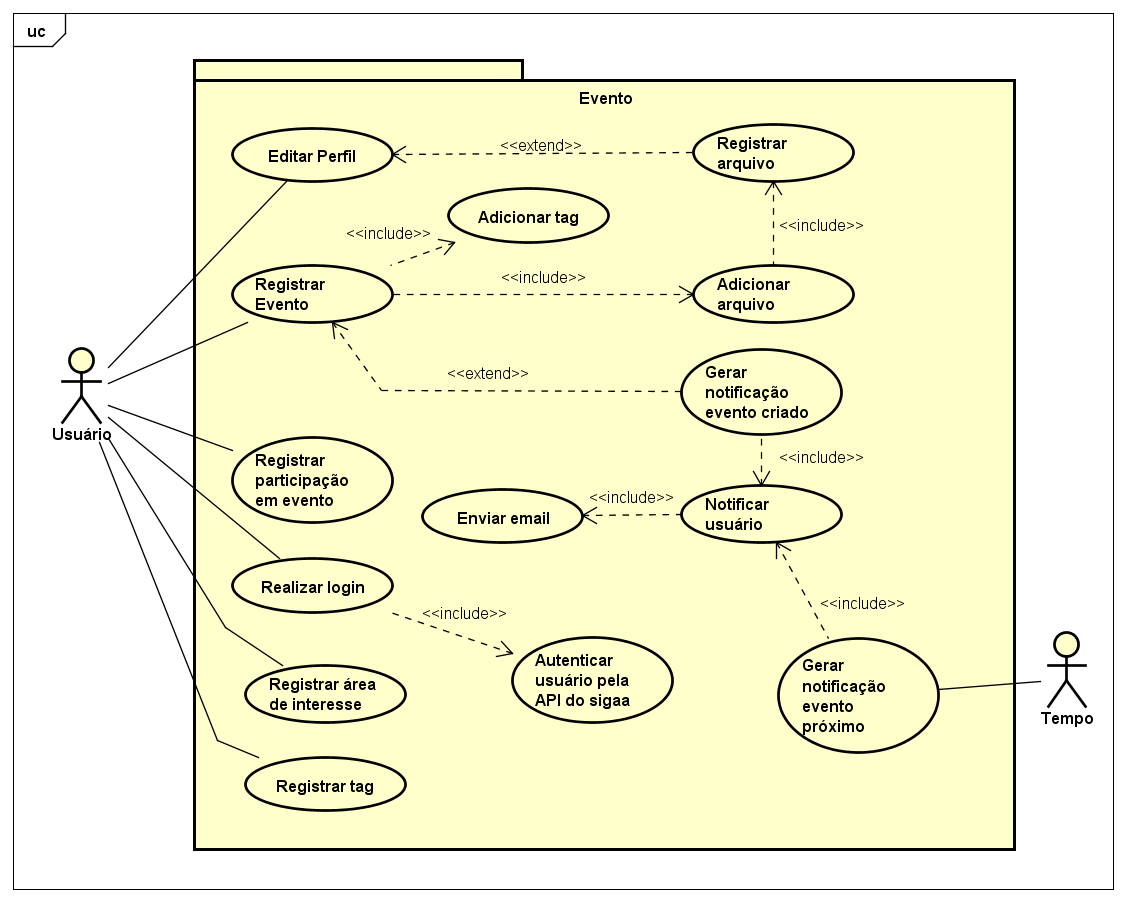 uc
Evento
Editar Perfil
<<extend>>
Registrar
arquivo
Adicionar tag
<<include>>
<<include>>
Registrar
Evento
<<include>>
Adicionar
arquivo
<<extend>>
Gerar
notificação
evento criado
Usuário
Registrar
participação
em evento
<<include>>
Enviar email
<<include>>
Notificar
usuário
Realizar login
<<include>>
<<include>>
Autenticar
usuário pela
API do sigaa
Gerar
notificação
evento
próximo
Registrar área
de interesse
Tempo
Registrar tag